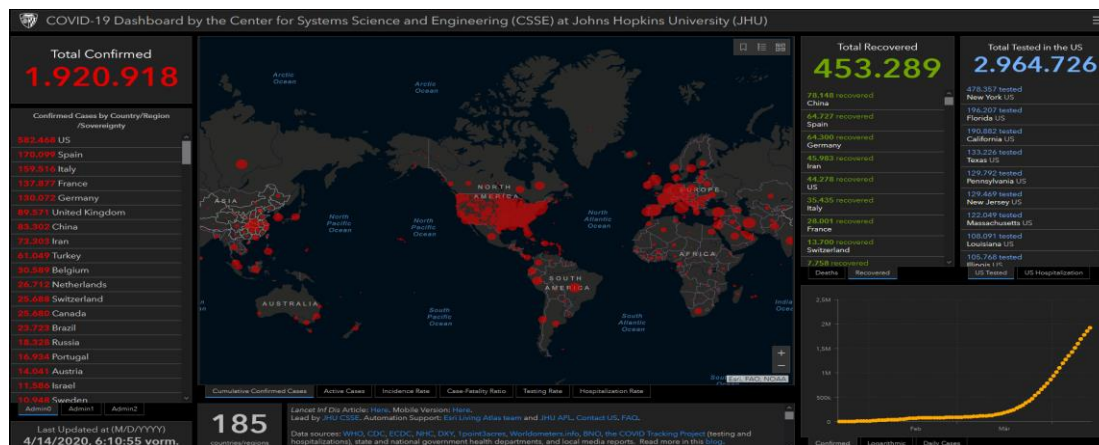 COVID-19 Dashboard by the Center for Systems Science and Engineering (CSSE) at Johns Hopkins University (JHU)
Total Confirmed
1.920.918
Confirmed Cases by Country/Region
/Sovereignty
582.468 US
170.099 Spain
159.516 Italy
137.877 France
130.072 Germany
89.571 United Kingdom
83.302 China
73.303 Iran
61.049 Turkey
30.589 Belgium
26.712 Netherlands
25.688 Switzerland
25.680 Canada
23.723 Brazil
18.328 Russia
16.934 Portugal
14.041 Austria
11.586 Israel
10.948 Sweden
Admin0 Admin1 Admin2
Last Updated at (M/D/YYYY)
4/14/2020, 6:10:55 vorm.
Arctic
Ocean
Arctic
Ocean
NORTH
AMERICA
EUROPE
ASIA
North
Pacific
Ocean
North
Pacific
Ocean
North
Atlantic
Ocean
AFRICA
SOUTH
AMERICA
AUSTRALIA
South
Pacific
Ocean
South
Atlantic
Ocean
India
Ocean
+
−
Esri, FAO, NOAA
Cumulative Confirmed Cases Active Cases Incidence Rate Case-Fatality Ratio Testing Rate Hospitalization Rate
185
countries/regions
Lancet Inf Dis Article: Here. Mobile Version: Here.
Lead by JHU CSSE. Automation Support: Esri Living Atlas team and JHU APL. Contact US. FAQ.
Data sources: WHO, CDC, ECDC, NHC, DXY, 1point3acres, Worldometers.info, BNO, the COVID Tracking Project (testing and
hospitalizations), state and national government health departments, and local media reports. Read more in this blog.
Total Recovered
453.289
78.148 recovered
China
64.727 recovered
Spain
64.300 recovered
Germany
45.983 recovered
Iran
44.278 recovered
US
35.435 recovered
Italy
28.001 recovered
France
13.700 recovered
Switzerland
7.758 recovered
Deaths Recovered
Total Tested in the US
2.964.726
478.357 tested
New York US
196.207 tested
Florida US
190.882 tested
California US
133.226 tested
Texas US
129.792 tested
Pennsylvania US
129.469 tested
New Jersey US
122.049 tested
Massachusetts US
108.091 tested
Louisiana US
105.768 tested
Illinois US
US Tested US Hospitalization
2,5M
2M
1,5M
1M
500k
0
Feb Mär
Confirmed Logarithmic Daily Cases